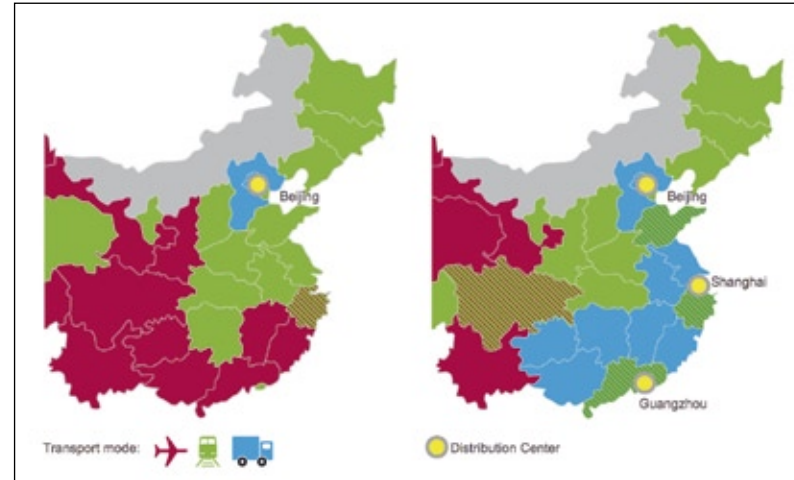 Beijing
Beijing
Shanghai
Guangzhou
Transport mode:
Distribution Center